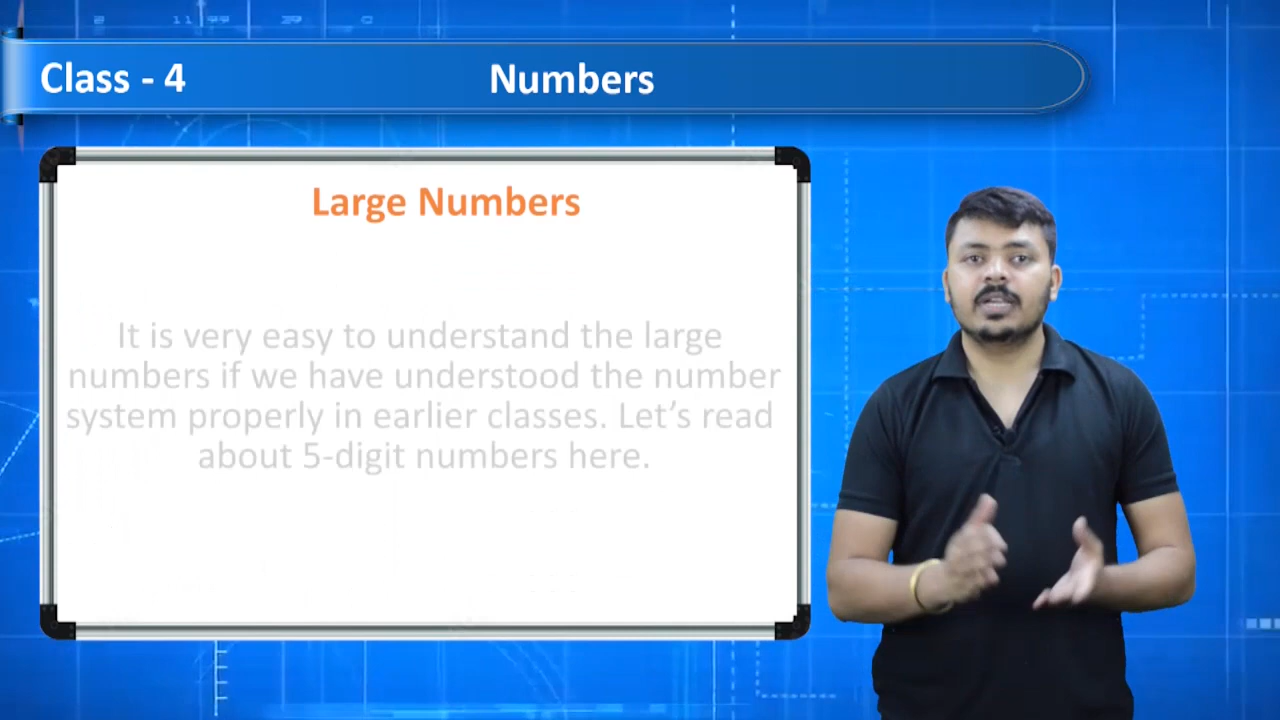 Class - 4
Numbers
Large Numbers
It is very easy to understand the large
numbers if we have understood the number
system properly in earlier classes. Let’s read
about 5-digit numbers here.